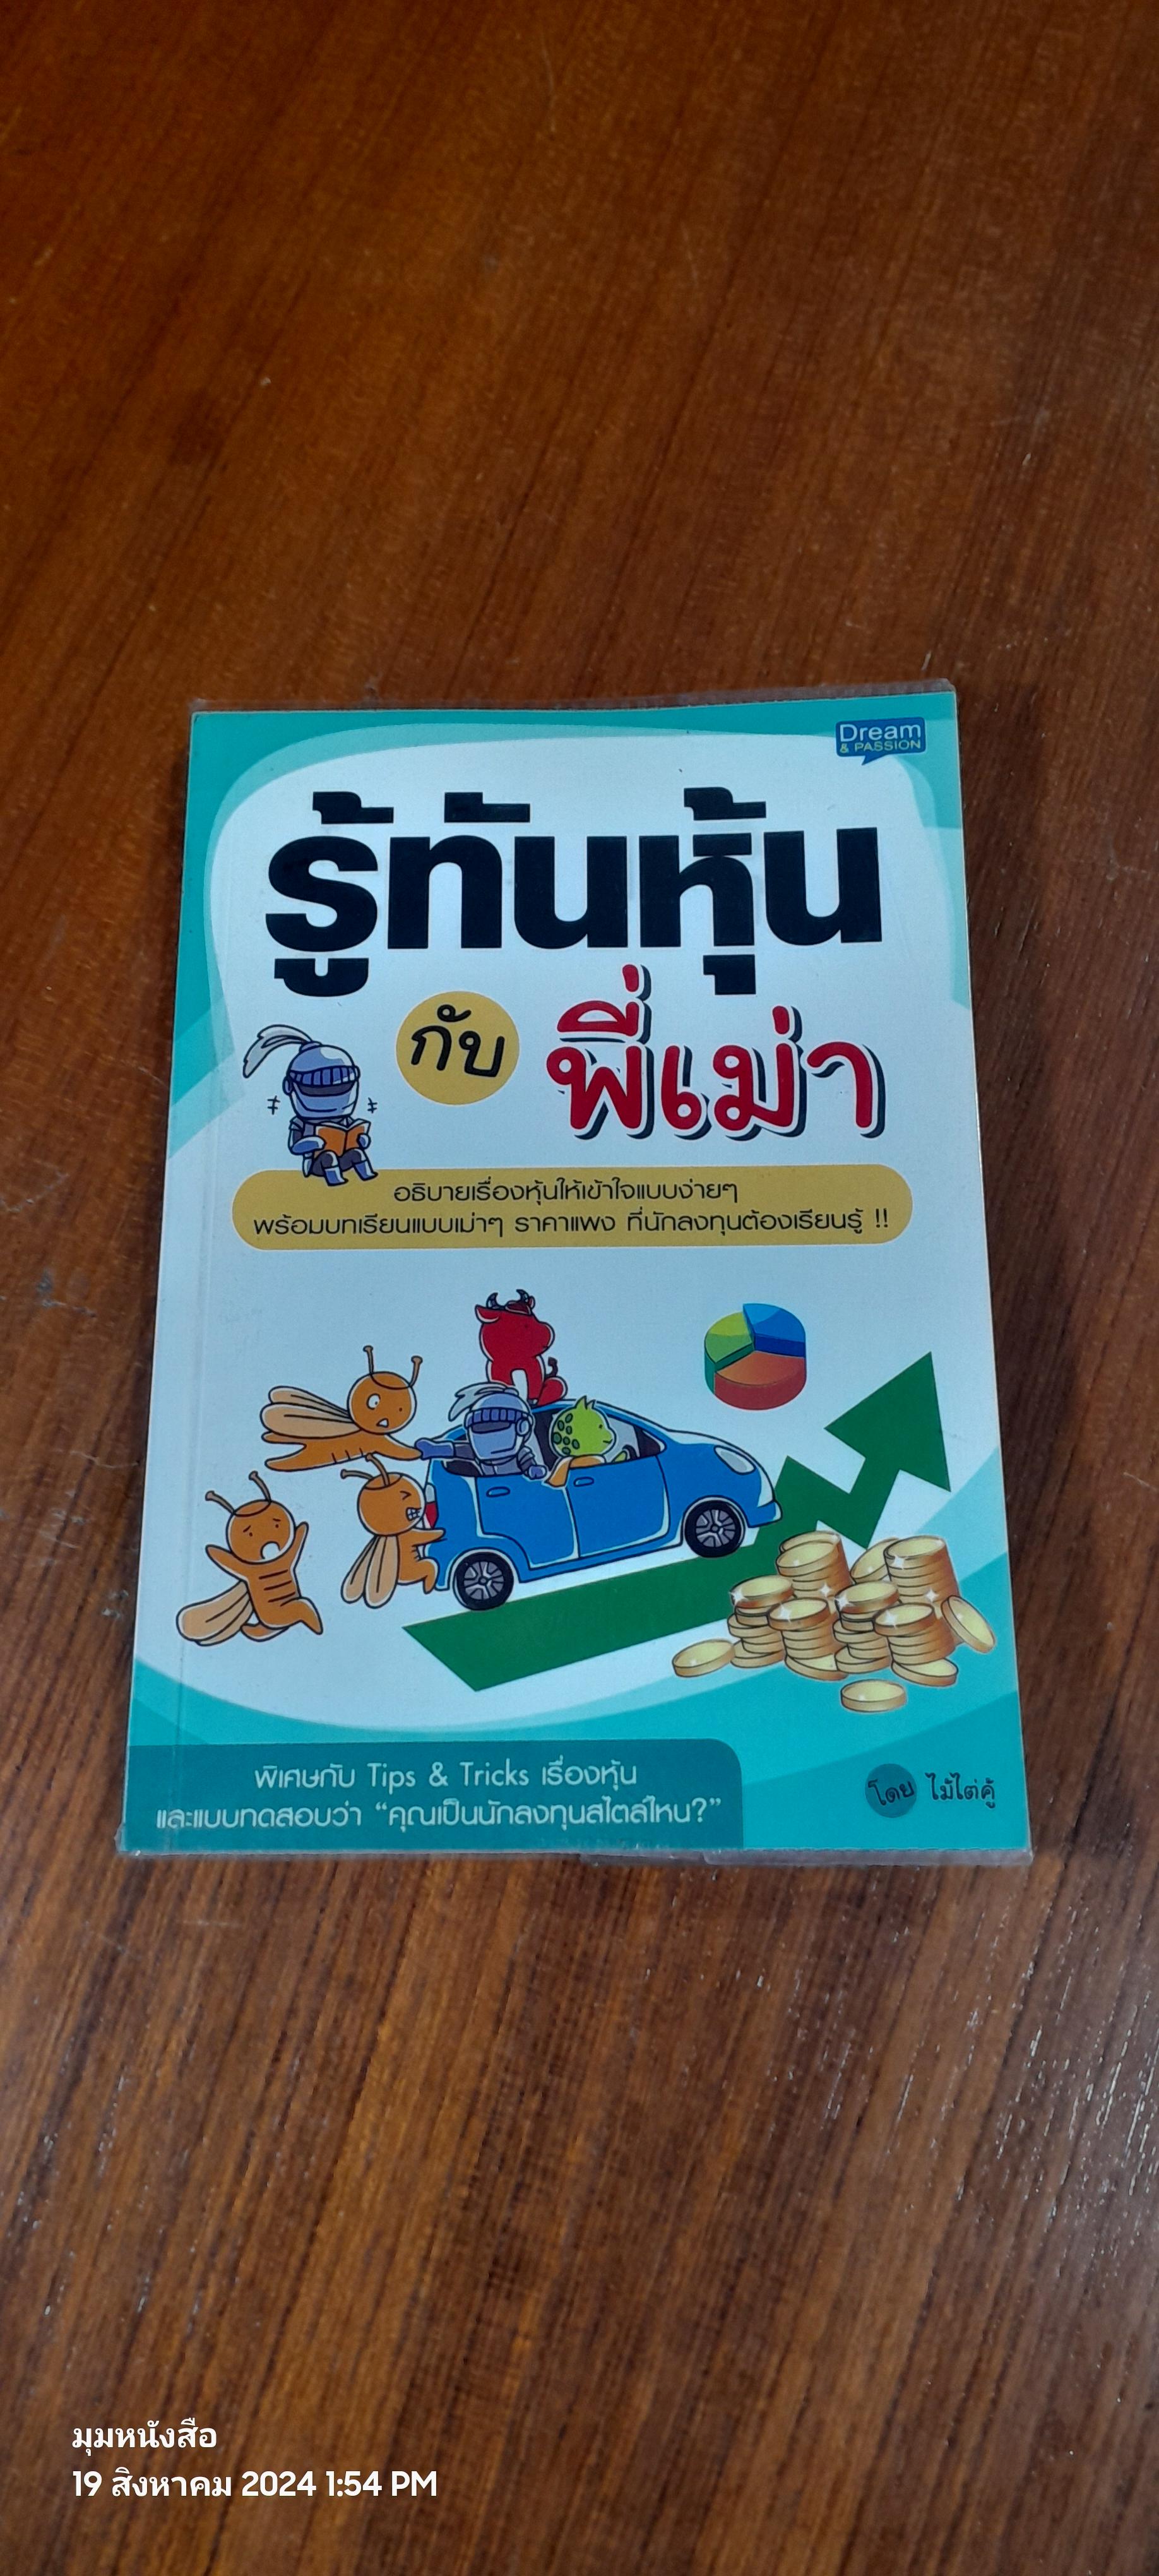 Dream
& PASSION
รู้ทันหุ้น
กับ พี่เม่า
อธิบายเรื่องหุ้นให้เข้าใจแบบง่ายๆ
พร้อมบทเรียนแบบเม่าๆ ราคาแพง ที่นักลงทุนต้องเรียนรู้ !!
พิเศษกับ Tips & Tricks เรื่องหุ้น
และแบบทดสอบว่า “คุณเป็นนักลงทุนสไตล์ไหน?”
โดย ไม้ไต่คู้
มุมหนังสือ
19 สิงหาคม 2024 1:54 PM